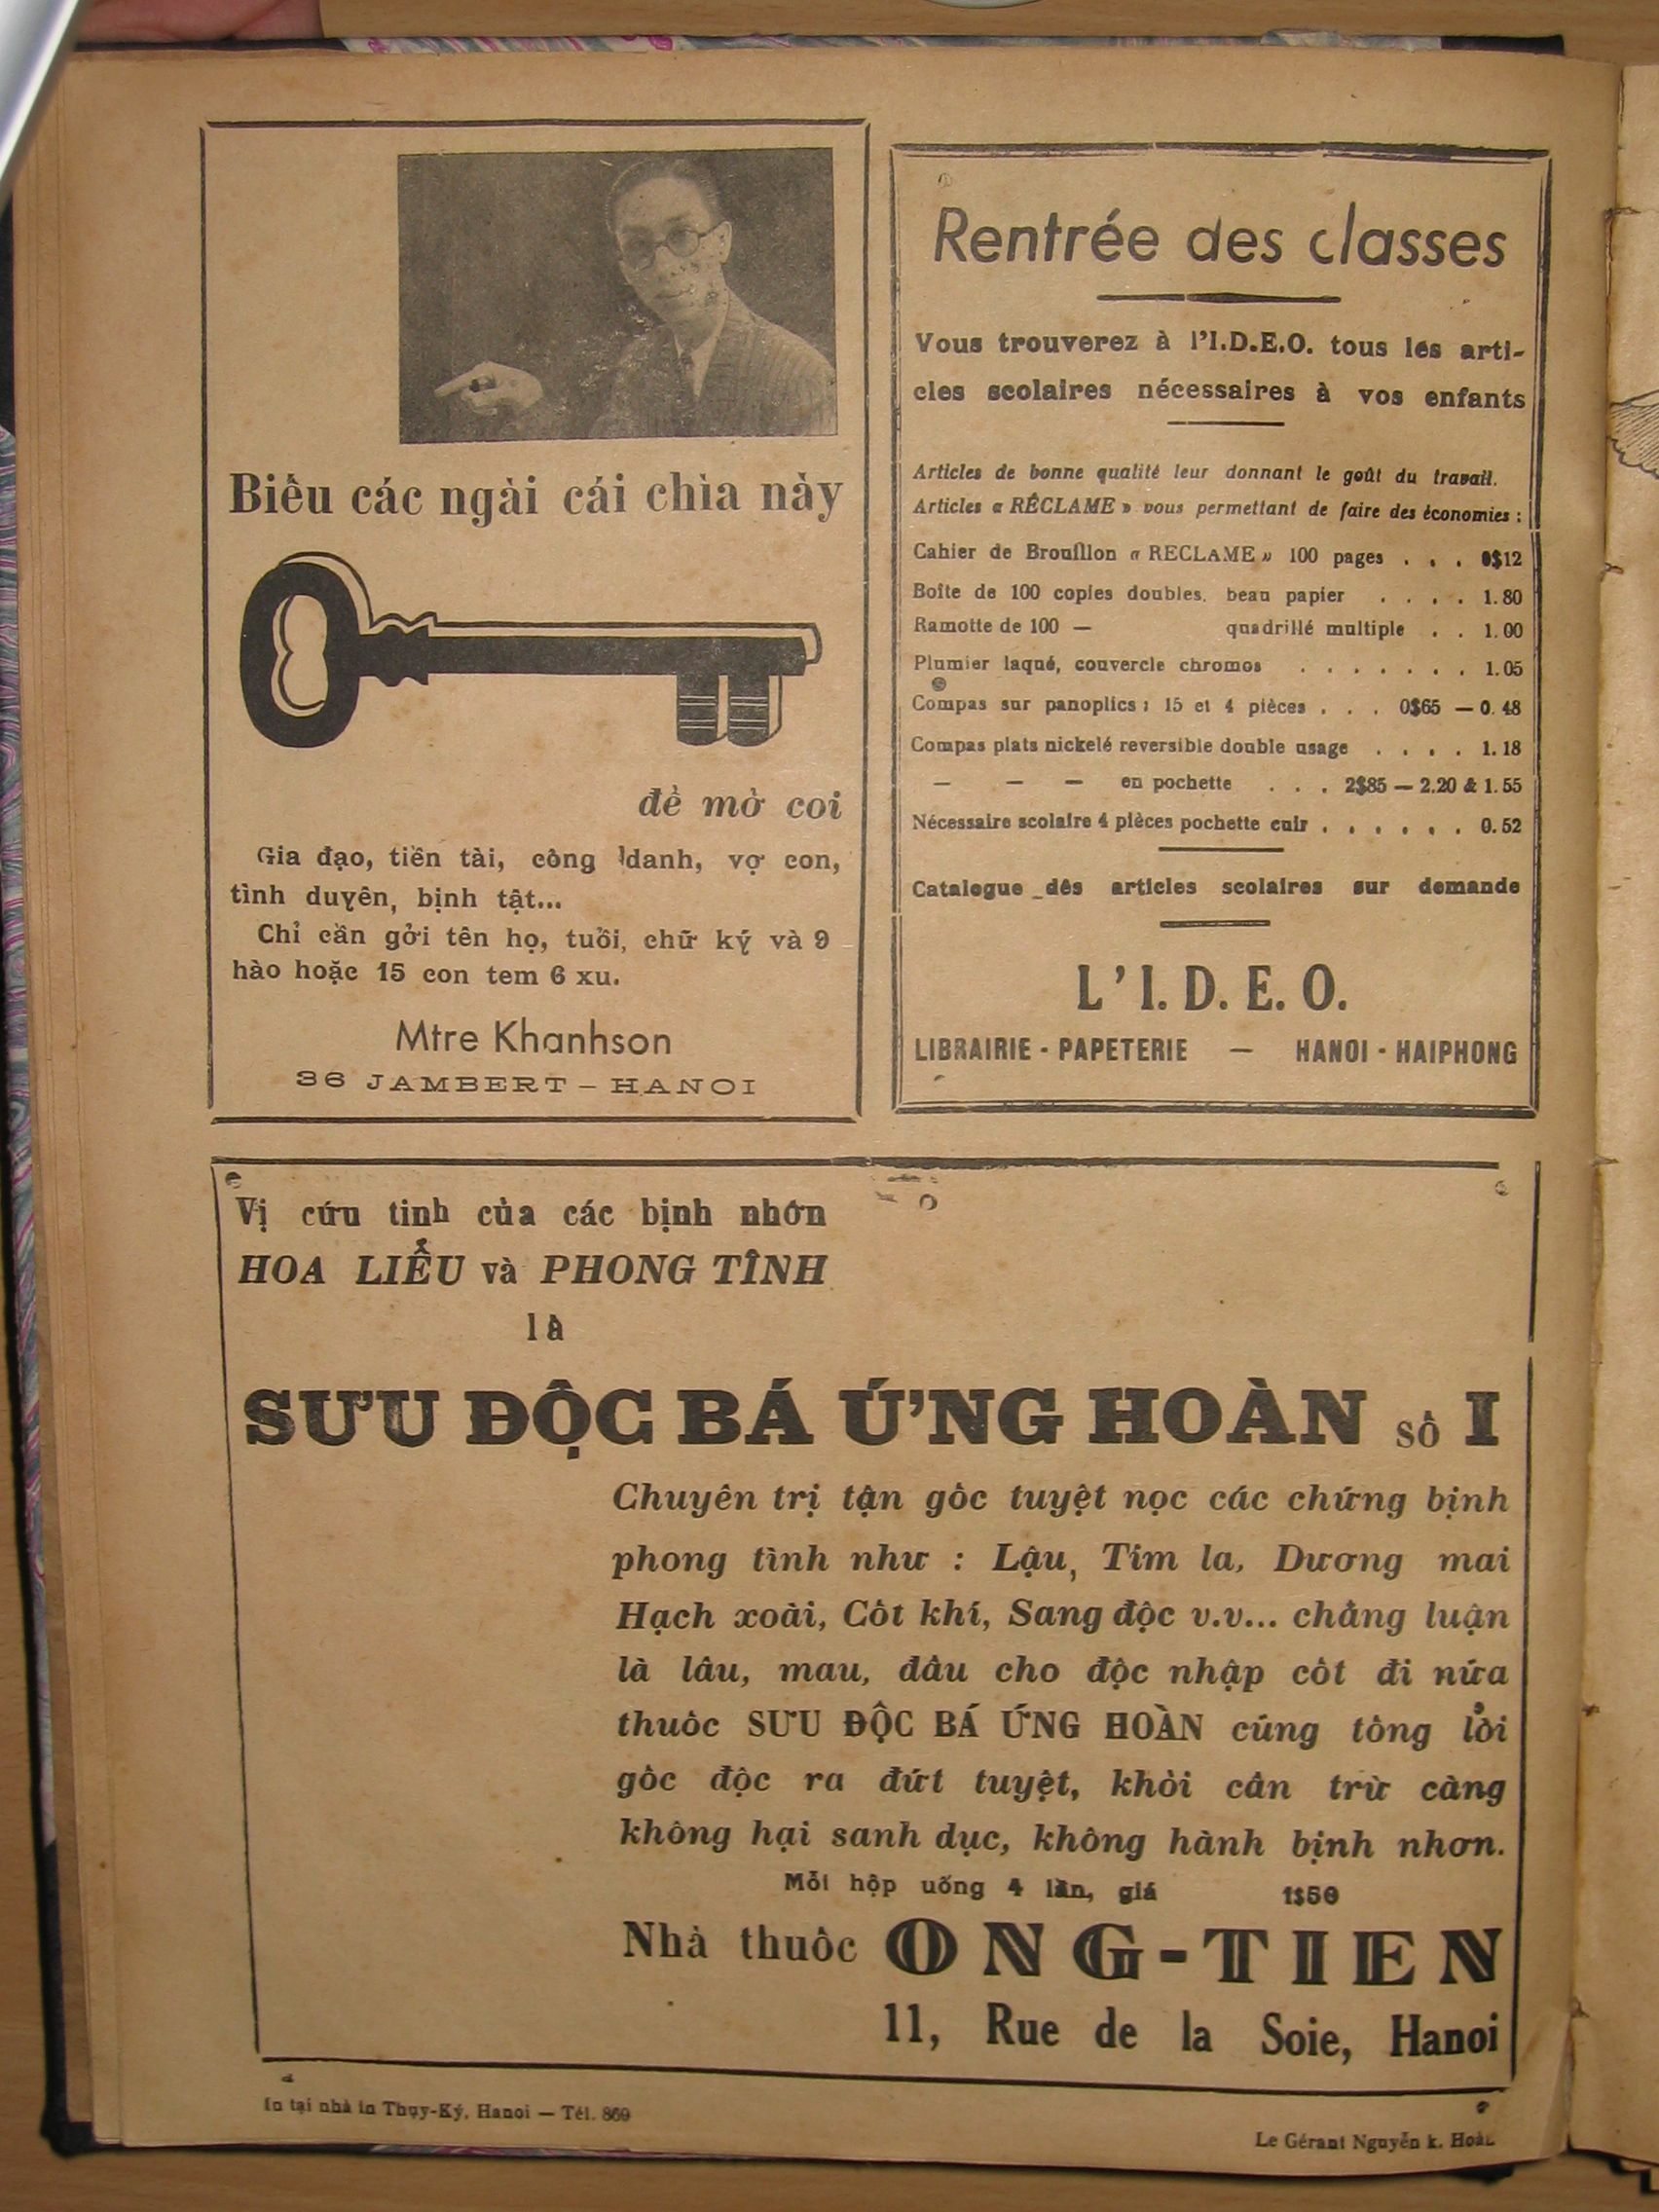 Biếu các ngài cái chìa này
để mở coi
Gia đạo, tiền tài, công danh, vợ con,
tình duyên, bịnh tật...
Chỉ cần gởi tên họ, tuổi, chữ ký và 9
hào hoặc 15 con tem 6 xu.
Mtre Khanhson
36 JAMBERT - HANOI
Rentrée des classes
Vous trouverez à l'I.D.E.O. tous les arti-
cles scolaires nécessaires à vos enfants
Articles de bonne qualité leur donnant le goût du travail.
Articles « RÉCLAME » vous permettant de faire des économies :
Cahier de Brouillon « RECLAME » 100 pages . . . 0$12
Boîte de 100 copies doubles. beau papier . . . . 1.80
Ramotte de 100 — quadrillé multiple . . 1.00
Plumier laqué, couvercle chromos . . . . . . . 1.05
Compas sur panoplies : 15 et 4 pièces . . . 0$65 — 0.48
Compas plats nickelé reversible double usage . . . . 1.18
— — — en pochette . . . 2$85 — 2.20 & 1.55
Nécessaire scolaire 4 pièces pochette cuir . . . . . . 0.52
Catalogue des articles scolaires sur demande
L'I. D. E. O.
LIBRAIRIE - PAPETERIE — HANOI - HAIPHONG
Vị cứu tinh của các bịnh nhơn
HOA LIỄU và PHONG TÌNH
là
SƯU ĐỘC BÁ ỨNG HOÀN số I
Chuyên trị tận gốc tuyệt nọc các chứng bịnh
phong tình như : Lậu, Tim la, Dương mai
Hạch xoài, Cốt khí, Sang độc v.v... chẳng luận
là lâu, mau, dầu cho độc nhập cốt đi nữa
thuốc SƯU ĐỘC BÁ ỨNG HOÀN cũng tống lồi
gốc độc ra đứt tuyệt, khỏi cần trừ căng
không hại sanh dục, không hành bịnh nhơn.
Mỗi hộp uống 4 lần, giá 1$50
Nhà thuốc ONG-TIEN
11, Rue de la Soie, Hanoi
In tại nhà in Thụy-Ký, Hanoi — Tél. 869
Le Gérant Nguyễn k. Hoàn